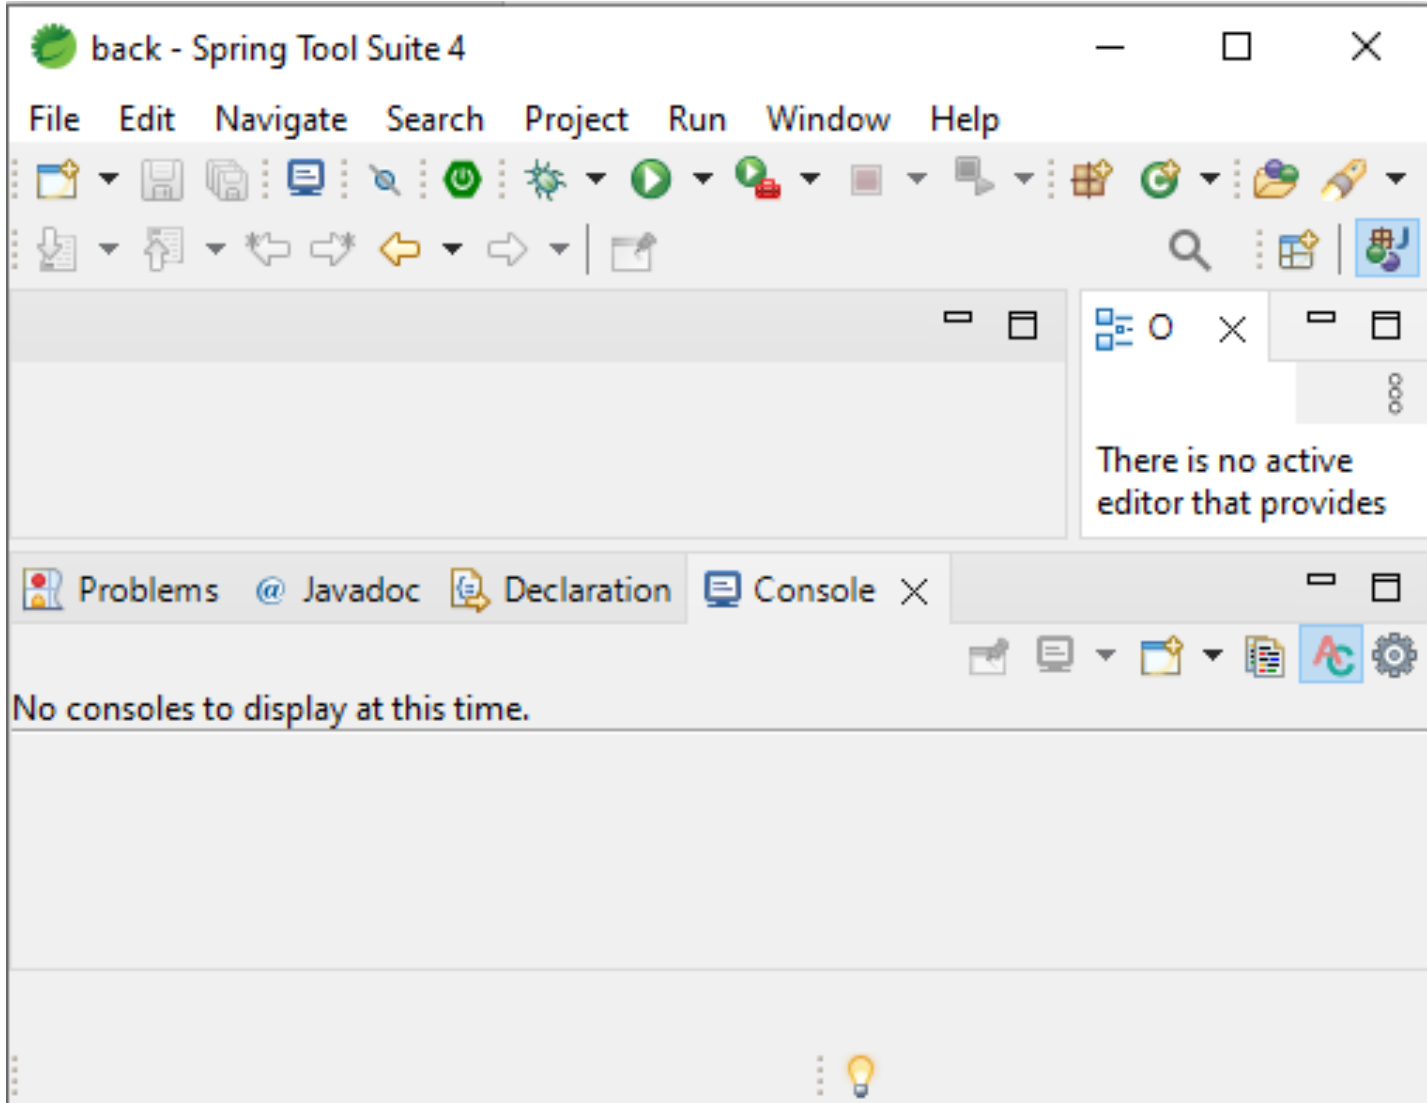 back - Spring Tool Suite 4
File Edit Navigate Search Project Run Window Help
O
There is no active
editor that provides
Problems @ Javadoc Declaration Console
No consoles to display at this time.